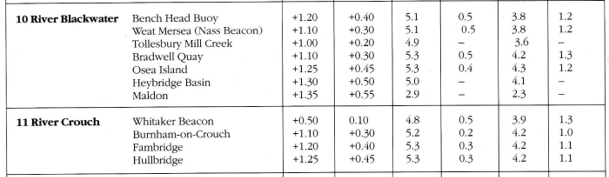 10 River Blackwater Bench Head Buoy +1.20 +0.40 5.1 0.5 3.8 1.2
Weat Mersea (Nass Beacon) +1.10 +0.30 5.1 0.5 3.8 1.2
Tollesbury Mill Creek +1.00 +0.20 4.9 – 3.6 –
Bradwell Quay +1.10 +0.30 5.3 0.5 4.2 1.3
Osea Island +1.25 +0.45 5.3 0.4 4.3 1.2
Heybridge Basin +1.30 +0.50 5.0 – 4.1 –
Maldon +1.35 +0.55 2.9 – 2.3 –
11 River Crouch Whitaker Beacon +0.50 0.10 4.8 0.5 3.9 1.3
Burnham-on-Crouch +1.10 +0.30 5.2 0.2 4.2 1.0
Fambridge +1.20 +0.40 5.3 0.3 4.2 1.1
Hullbridge +1.25 +0.45 5.3 0.3 4.2 1.1